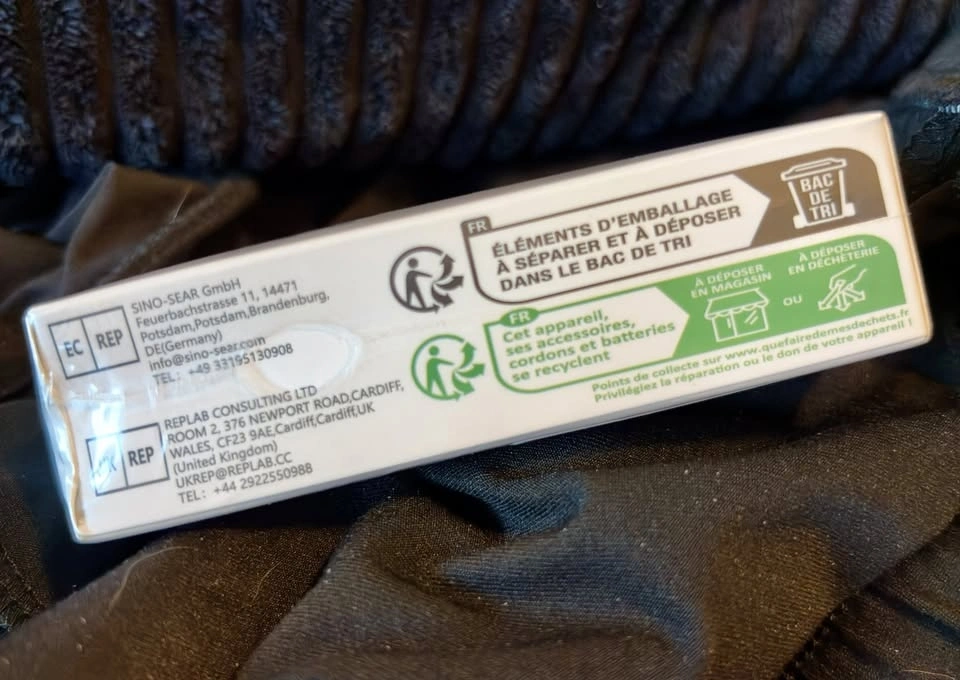 EC REP
SINO-SEAR GmbH
Feuerbachstrasse 11, 14471
Potsdam,Potsdam,Brandenburg,
DE(Germany)
info@sino-sear.com
TEL: +49 33195130908
REP
REPLAB CONSULTING LTD
ROOM 2, 376 NEWPORT ROAD,CARDIFF,
WALES, CF23 9AE,Cardiff,Cardiff,UK
(United Kingdom)
UKREP@REPLAB.CC
TEL: +44 2922550988
FR
ÉLÉMENTS D'EMBALLAGE
À SÉPARER ET À DÉPOSER
DANS LE BAC DE TRI
BAC
DE
TRI
FR
Cet appareil,
ses accessoires,
cordons et batteries
se recyclent
À DÉPOSER
EN MAGASIN
OU
À DÉPOSER
EN DÉCHÈTERIE
Points de collecte sur www.quefairedemesdechets.fr
Privilégiez la réparation ou le don de votre appareil !